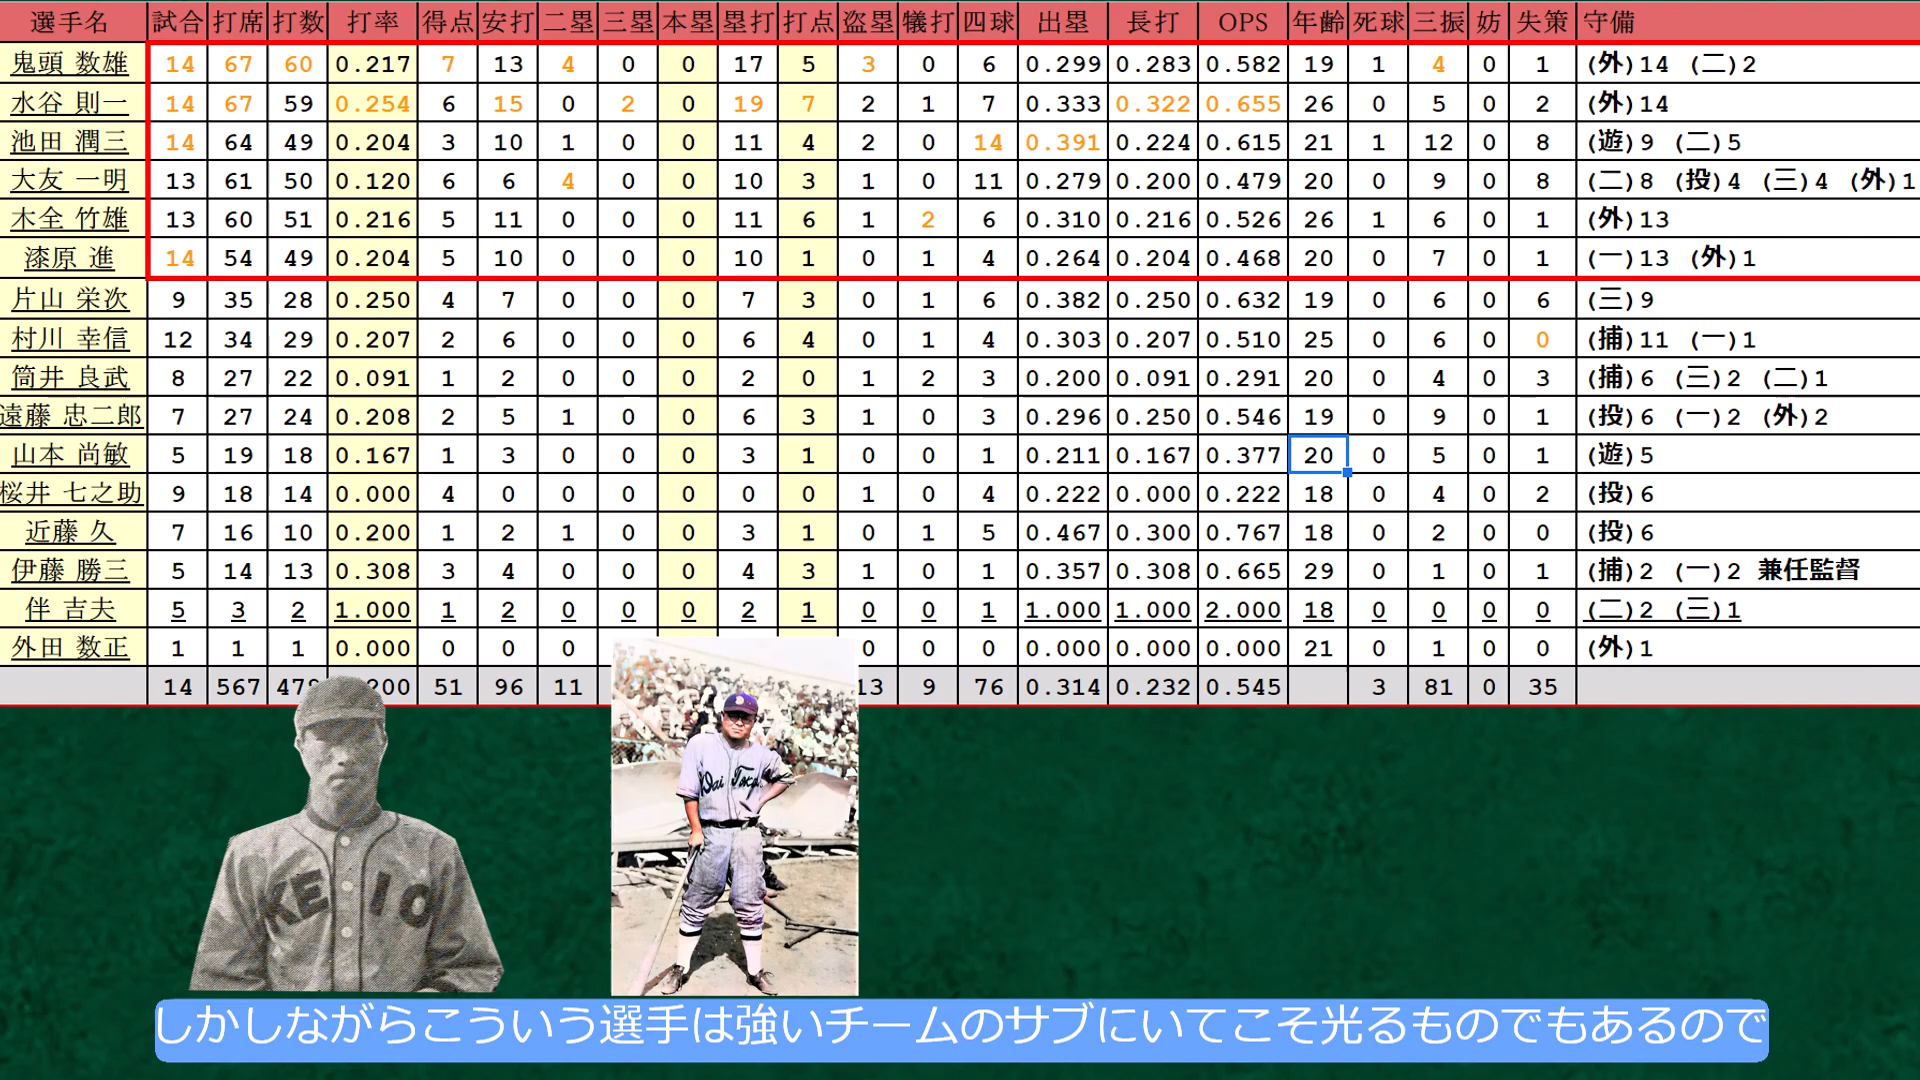 選手名 試合 打席 打数 打率 得点 安打 二塁 三塁 本塁 塁打 打点 盗塁 犠打 四球 出塁 長打 OPS 年齢 死球 三振 妨 失策 守備
鬼頭 数雄 14 67 60 0.217 7 13 4 0 0 17 5 3 0 6 0.299 0.283 0.582 19 1 4 0 1 (外)14 (二)2
水谷 則一 14 67 59 0.254 6 15 0 2 0 19 7 2 1 7 0.333 0.322 0.655 26 0 5 0 2 (外)14
池田 潤三 14 64 49 0.204 3 10 1 0 0 11 4 2 0 14 0.391 0.224 0.615 21 1 12 0 8 (遊)9 (二)5
大友 一明 13 61 50 0.120 6 6 4 0 0 10 3 1 0 11 0.279 0.200 0.479 20 0 9 0 8 (二)8 (投)4 (三)4 (外)1
木全 竹雄 13 60 51 0.216 5 11 0 0 0 11 6 1 2 6 0.310 0.216 0.526 26 1 6 0 1 (外)13
漆原 進 14 54 49 0.204 5 10 0 0 0 10 1 0 1 4 0.264 0.204 0.468 20 0 7 0 1 (一)13 (外)1
片山 栄次 9 35 28 0.250 4 7 0 0 0 7 3 0 1 6 0.382 0.250 0.632 19 0 6 0 6 (三)9
村川 幸信 12 34 29 0.207 2 6 0 0 0 6 4 0 1 4 0.303 0.207 0.510 25 0 6 0 0 (捕)11 (一)1
筒井 良武 8 27 22 0.091 1 2 0 0 0 2 0 1 2 3 0.200 0.091 0.291 20 0 4 0 3 (捕)6 (三)2 (二)1
遠藤 忠二郎 7 27 24 0.208 2 5 1 0 0 6 3 1 0 3 0.296 0.250 0.546 19 0 9 0 1 (投)6 (一)2 (外)2
山本 尚敏 5 19 18 0.167 1 3 0 0 0 3 1 0 0 1 0.211 0.167 0.377 20 0 5 0 1 (遊)5
桜井 七之助 9 18 14 0.000 4 0 0 0 0 0 0 1 0 4 0.222 0.000 0.222 18 0 4 0 2 (投)6
近藤 久 7 16 10 0.200 1 2 1 0 0 3 1 0 1 5 0.467 0.300 0.767 18 0 2 0 0 (投)6
伊藤 勝三 5 14 13 0.308 3 4 0 0 0 4 3 1 0 1 0.357 0.308 0.665 29 0 1 0 1 (捕)2 (一)2 兼任監督
伴 吉夫 5 3 2 1.000 1 2 0 0 0 2 1 0 0 1 1.000 1.000 2.000 18 0 0 0 0 (二)2 (三)1
外田 数正 1 1 1 0.000 0 0 0 0 0 0 0.000 0.000 0.000 21 0 1 0 0 (外)1
14 567 51 96 11 13 9 76 0.314 0.232 0.545 3 81 0 35
KEIO
Dai Tokyo
しかしながらこういう選手は強いチームのサブにいてこそ光るものでもあるので